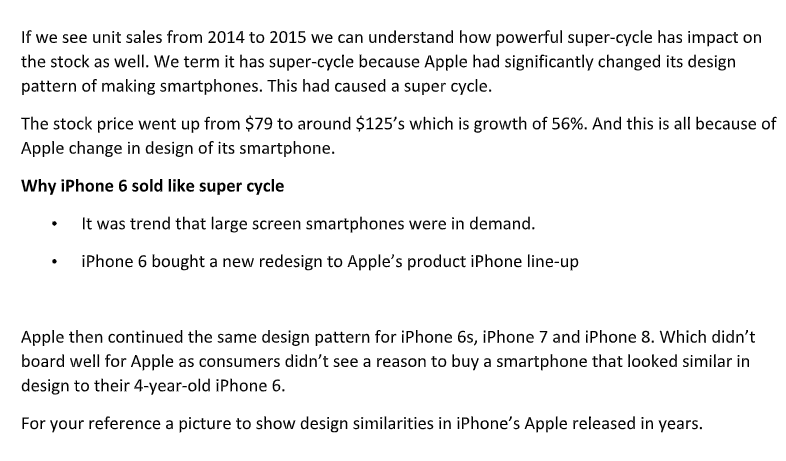 If we see unit sales from 2014 to 2015 we can understand how powerful super-cycle has impact on
the stock as well. We term it has super-cycle because Apple had significantly changed its design
pattern of making smartphones. This had caused a super cycle.
The stock price went up from $79 to around $125’s which is growth of 56%. And this is all because of
Apple change in design of its smartphone.
Why iPhone 6 sold like super cycle
• It was trend that large screen smartphones were in demand.
• iPhone 6 bought a new redesign to Apple’s product iPhone line-up
Apple then continued the same design pattern for iPhone 6s, iPhone 7 and iPhone 8. Which didn’t
board well for Apple as consumers didn’t see a reason to buy a smartphone that looked similar in
design to their 4-year-old iPhone 6.
For your reference a picture to show design similarities in iPhone’s Apple released in years.